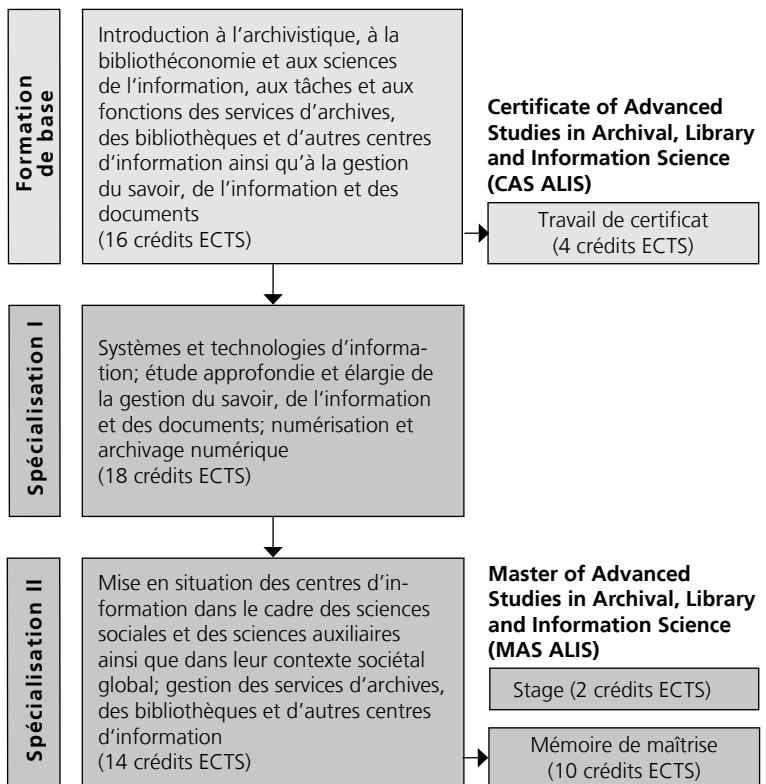 Formation
de base
Introduction à l’archivistique, à la
bibliothéconomie et aux sciences
de l’information, aux tâches et aux
fonctions des services d’archives,
des bibliothèques et d’autres centres
d’information ainsi qu’à la gestion
du savoir, de l’information et des
documents
(16 crédits ECTS)
Certificate of Advanced
Studies in Archival, Library
and Information Science
(CAS ALIS)
Travail de certificat
(4 crédits ECTS)
Spécialisation I
Systèmes et technologies d’informa-
tion; étude approfondie et élargie de
la gestion du savoir, de l’information
et des documents; numérisation et
archivage numérique
(18 crédits ECTS)
Spécialisation II
Mise en situation des centres d’in-
formation dans le cadre des sciences
sociales et des sciences auxiliaires
ainsi que dans leur contexte sociétal
global; gestion des services d’archives,
des bibliothèques et d’autres centres
d’information
(14 crédits ECTS)
Master of Advanced
Studies in Archival, Library
and Information Science
(MAS ALIS)
Stage (2 crédits ECTS)
Mémoire de maîtrise
(10 crédits ECTS)